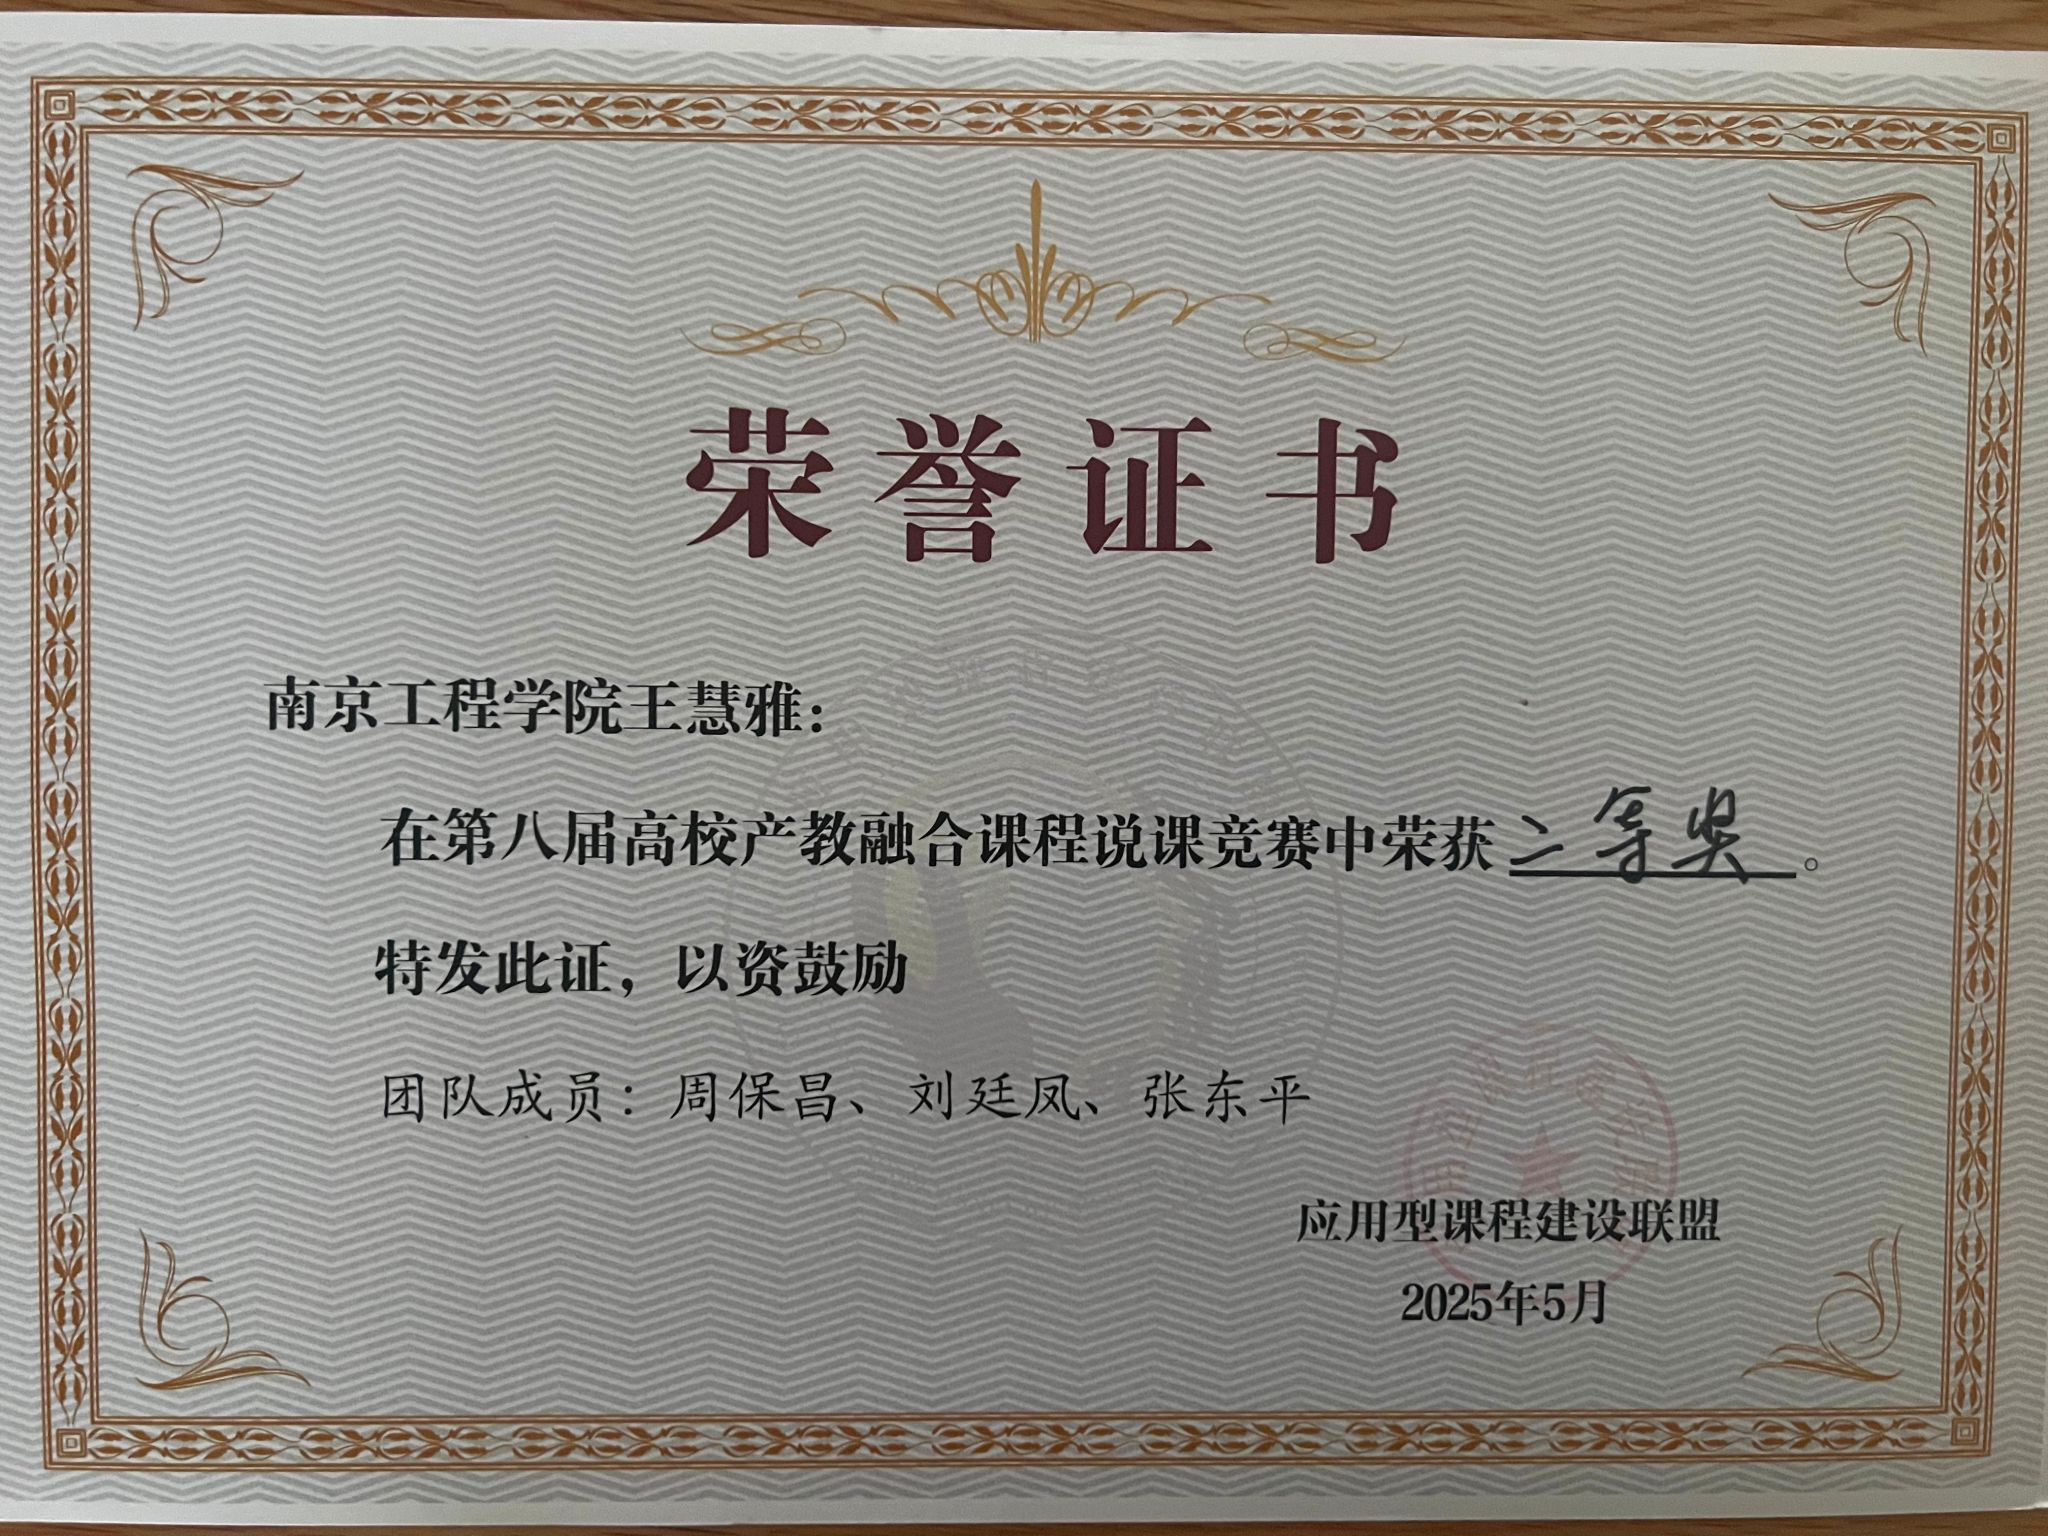 荣誉证书
南京工程学院王慧雅：
在第八届高校产教融合课程说课竞赛中荣获二等奖。
特发此证，以资鼓励
团队成员：周保昌、刘廷凤、张东平
应用型课程建设联盟
2025年5月